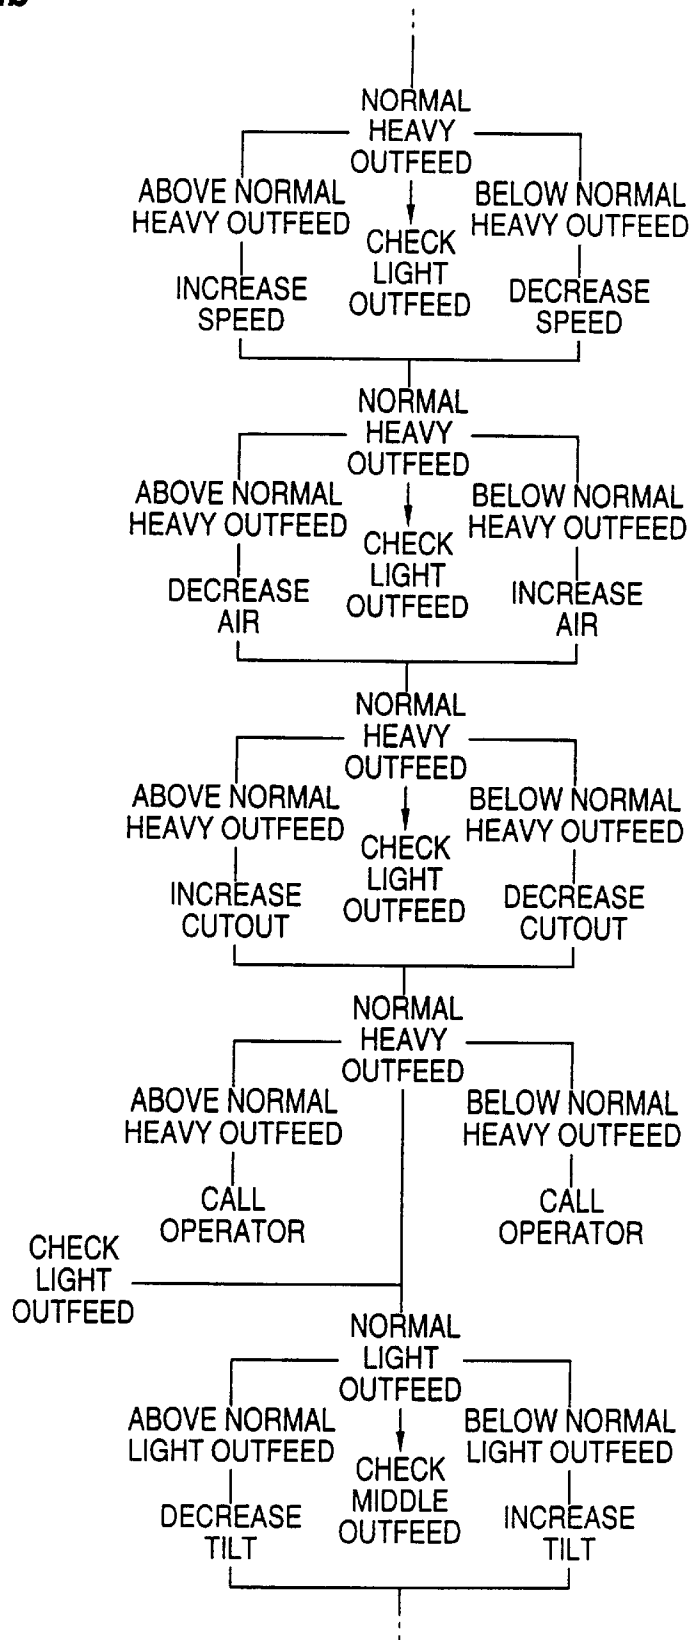 NORMAL
HEAVY
OUTFEED
ABOVE NORMAL
HEAVY OUTFEED
CHECK
LIGHT
OUTFEED
BELOW NORMAL
HEAVY OUTFEED
INCREASE
SPEED
DECREASE
SPEED
NORMAL
HEAVY
OUTFEED
ABOVE NORMAL
HEAVY OUTFEED
CHECK
LIGHT
OUTFEED
BELOW NORMAL
HEAVY OUTFEED
DECREASE
AIR
INCREASE
AIR
NORMAL
HEAVY
OUTFEED
ABOVE NORMAL
HEAVY OUTFEED
CHECK
LIGHT
OUTFEED
BELOW NORMAL
HEAVY OUTFEED
INCREASE
CUTOUT
DECREASE
CUTOUT
NORMAL
HEAVY
OUTFEED
ABOVE NORMAL
HEAVY OUTFEED
BELOW NORMAL
HEAVY OUTFEED
CALL
OPERATOR
CALL
OPERATOR
CHECK
LIGHT
OUTFEED
NORMAL
LIGHT
OUTFEED
ABOVE NORMAL
LIGHT OUTFEED
CHECK
MIDDLE
OUTFEED
BELOW NORMAL
LIGHT OUTFEED
DECREASE
TILT
INCREASE
TILT